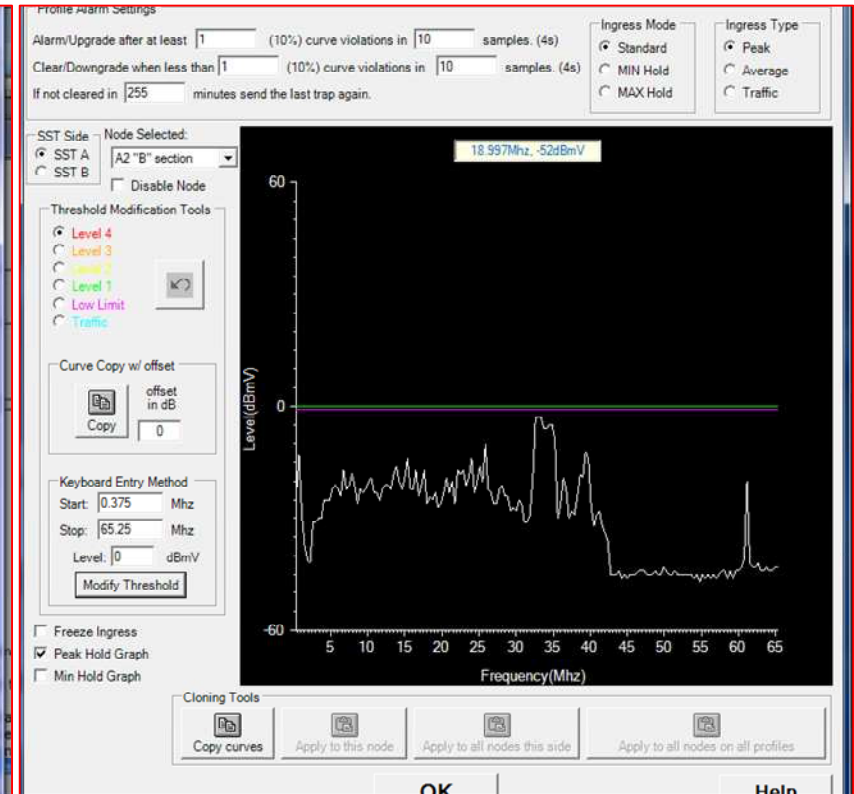 Profile Alarm Settings
Alarm/Upgrade after at least 1 (10%) curve violations in 10 samples. (4s)
Clear/Downgrade when less than 1 (10%) curve violations in 10 samples. (4s)
If not cleared in 255 minutes send the last trap again.
Ingress Mode
Standard
MIN Hold
MAX Hold
Ingress Type
Peak
Average
Traffic
SST Side
SST A
SST B
Node Selected:
A2 "B" section
Disable Node
Threshold Modification Tools
Level 4
Level 3
Level 2
Level 1
Low Limit
Traffic
Curve Copy w/ offset
Copy
offset
in dB
0
Keyboard Entry Method
Start: 0.375 Mhz
Stop: 65.25 Mhz
Level: 0 dBmV
Modify Threshold
Freeze Ingress
Peak Hold Graph
Min Hold Graph
18.997Mhz, -52dBmV
60
0
-60
Level(dBmV)
5 10 15 20 25 30 35 40 45 50 55 60 65
Frequency(Mhz)
Cloning Tools
Copy curves
Apply to this node
Apply to all nodes this side
Apply to all nodes on all profiles
OK
Help